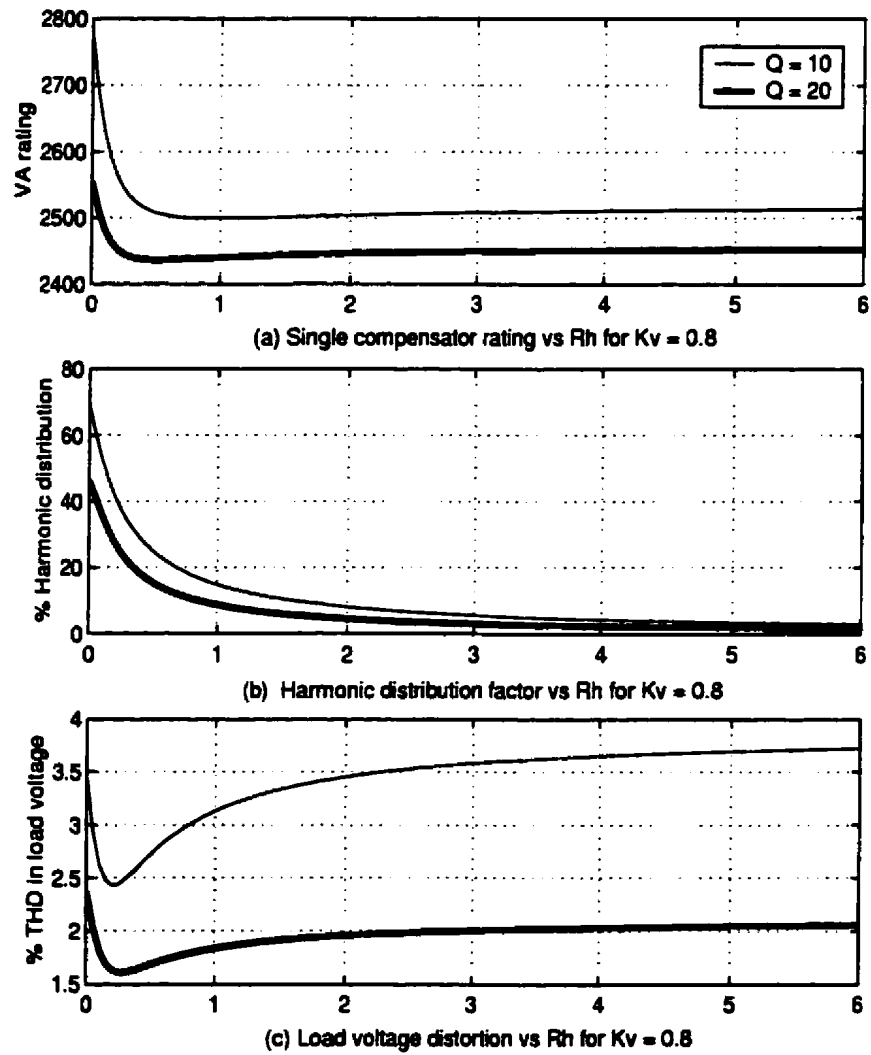 2800
2700
2600
2500
2400
VA rating
Q = 10
Q = 20
0 1 2 3 4 5 6
(a) Single compensator rating vs Rh for Kv = 0.8
80
60
40
20
0
% Harmonic distribution
0 1 2 3 4 5 6
(b) Harmonic distribution factor vs Rh for Kv = 0.8
4
3.5
3
2.5
2
1.5
% THD in load voltage
0 1 2 3 4 5 6
(c) Load voltage distortion vs Rh for Kv = 0.8